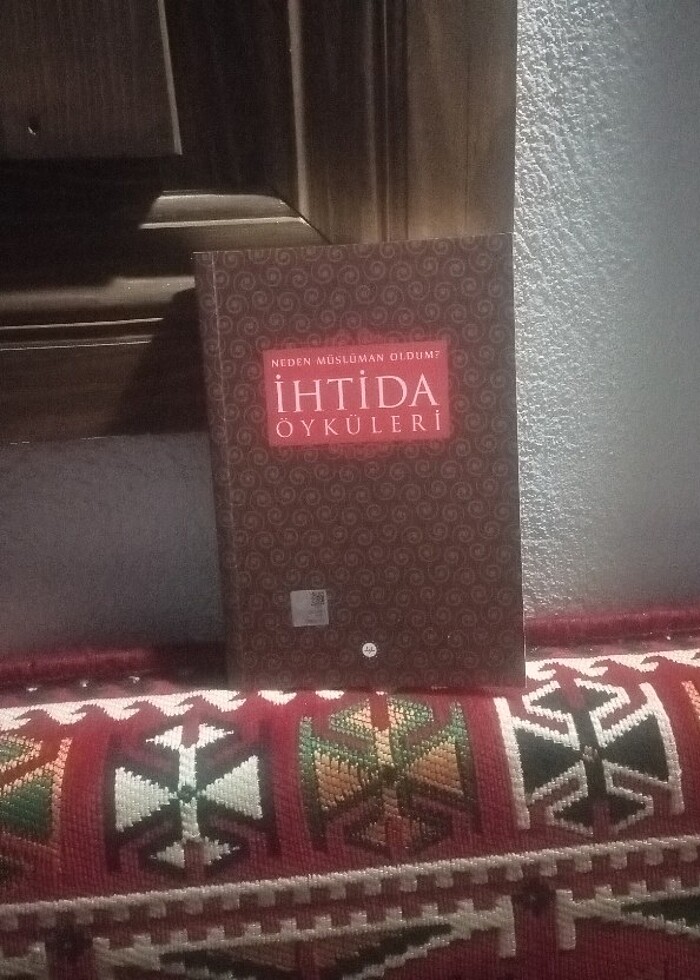 NEDEN MÜSLÜMAN OLDUM?
İHTİDA
ÖYKÜLERİ